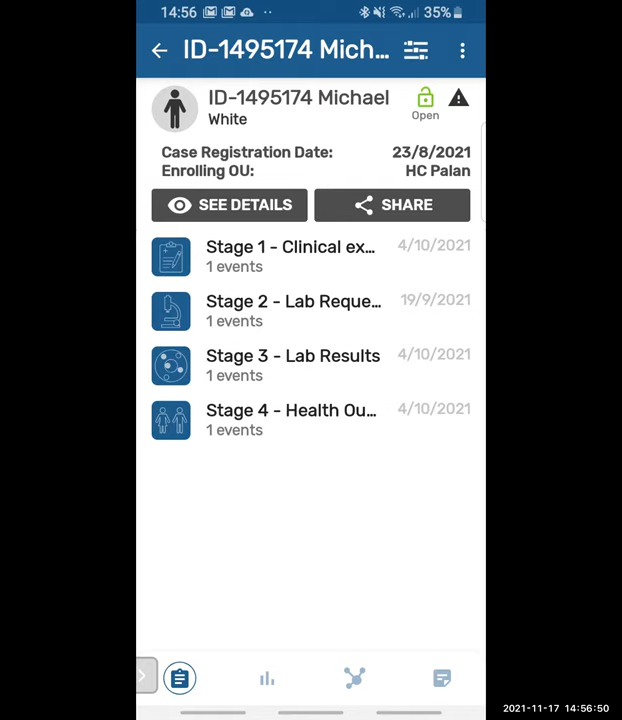 14:56 35%
ID-1495174 Mich...
ID-1495174 Michael
White
Open
Case Registration Date: 23/8/2021
Enrolling OU: HC Palan
SEE DETAILS SHARE
Stage 1 - Clinical ex... 4/10/2021
1 events
Stage 2 - Lab Reque... 19/9/2021
1 events
Stage 3 - Lab Results 4/10/2021
1 events
Stage 4 - Health Ou... 4/10/2021
1 events
2021-11-17 14:56:50